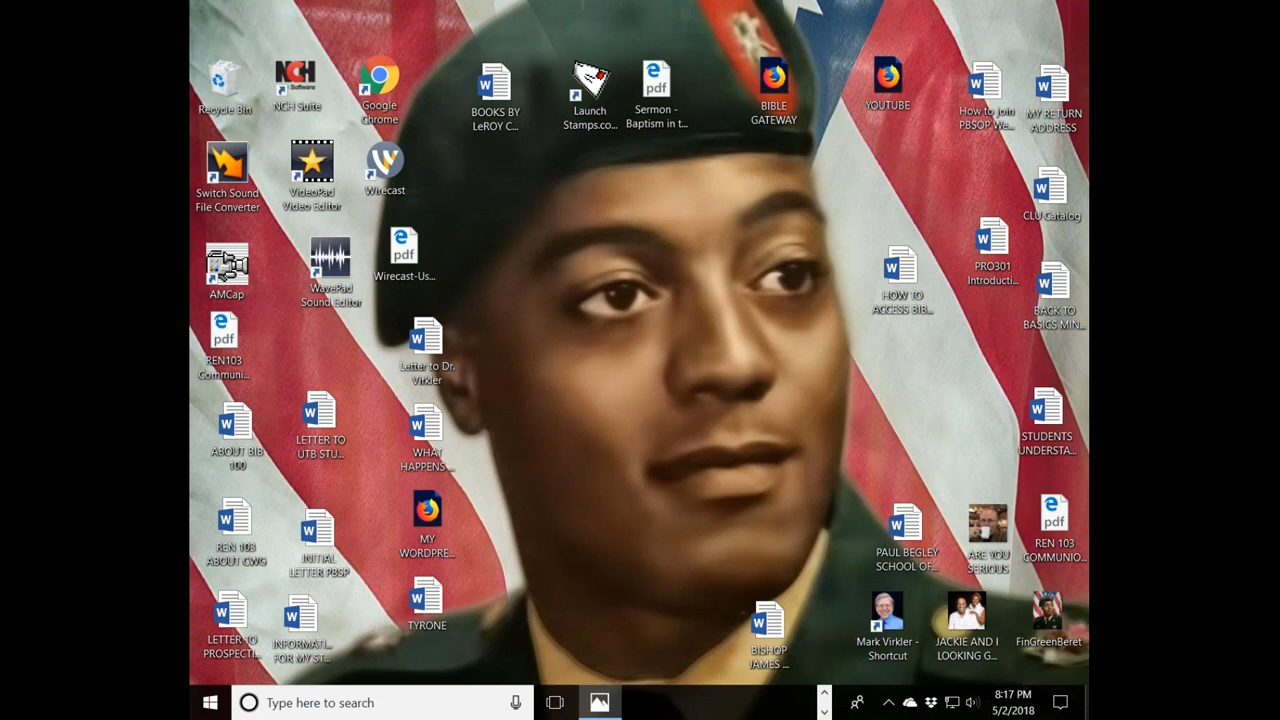 Recycle Bin
NCH Software
NCH Suite
Google
Chrome
BOOKS BY
LeROY C...
Launch
Stamps.co...
pdf
Sermon -
Baptism in t...
BIBLE
GATEWAY
YOUTUBE
How to join
PBSOP We...
MY RETURN
ADDRESS
Switch Sound
File Converter
VideoPad
Video Editor
Wirecast
CLU Catalog
AMCap
WavePad
Sound Editor
pdf
Wirecast-Us...
HOW TO
ACCESS BIB...
PRO301
Introducti...
BACK TO
BASICS MIN...
pdf
REN103
Communi...
Letter to Dr.
Virkler
ABOUT BIB
100
LETTER TO
UTB STU...
WHAT
HAPPENS ...
STUDENTS
UNDERSTA...
REN 103
ABOUT CWG
INITIAL
LETTER PBSP
MY
WORDPRE...
PAUL BEGLEY
SCHOOL OF...
ARE YOU
SERIOUS
pdf
REN 103
COMMUNIO...
LETTER TO
PROSPECTI...
INFORMATI...
FOR MY ST...
TYRONE
BISHOP
JAMES ...
Mark Virkler -
Shortcut
JACKIE AND I
LOOKING G...
FinGreenBeret
Type here to search
8:17 PM
5/2/2018